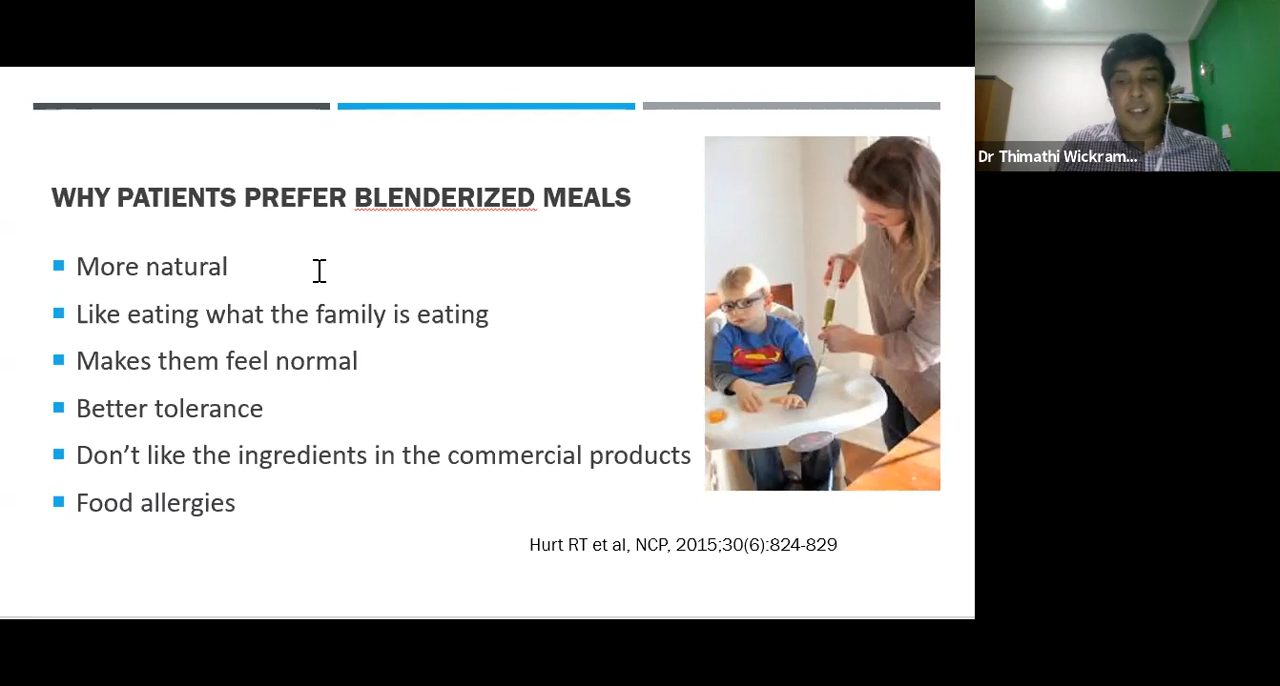 WHY PATIENTS PREFER BLENDERIZED MEALS
More natural
Like eating what the family is eating
Makes them feel normal
Better tolerance
Don’t like the ingredients in the commercial products
Food allergies
Hurt RT et al, NCP, 2015;30(6):824-829
Dr Thimathi Wickram...